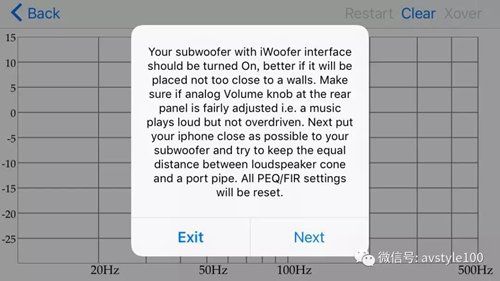 Back
Restart Clear Xover
15
10
5
0
-5
-10
-15
-20
-25
Your subwoofer with iWoofer interface
should be turned On, better if it will be
placed not too close to a walls. Make
sure if analog Volume knob at the rear
panel is fairly adjusted i.e. a music
plays loud but not overdriven. Next put
your iphone close as possible to your
subwoofer and try to keep the equal
distance between loudspeaker cone
and a port pipe. All PEQ/FIR settings
will be reset.
Exit Next
20Hz 50Hz 100Hz 500Hz
微信号: avstyle100